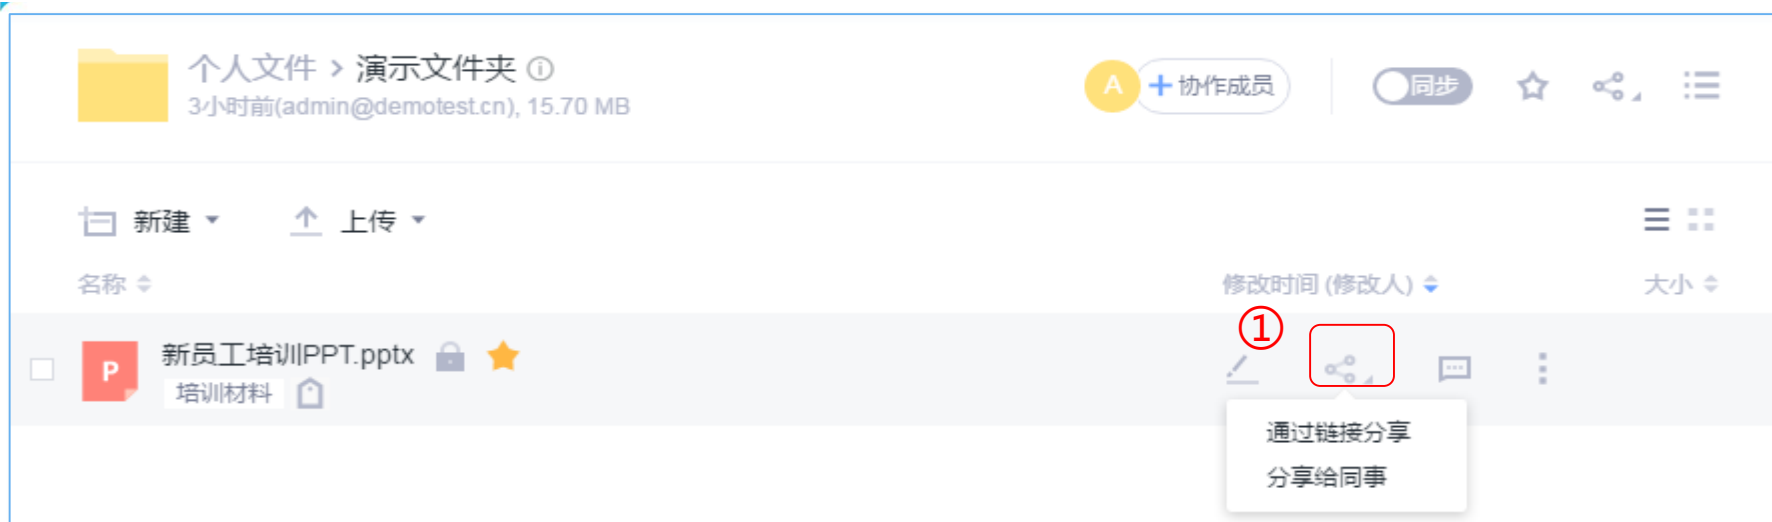 个人文件 > 演示文件夹
3小时前(admin@demotest.cn), 15.70 MB
A
协作成员
同步
新建
上传
名称
修改时间 (修改人)
大小
①
P
新员工培训PPT.pptx
培训材料
通过链接分享
分享给同事